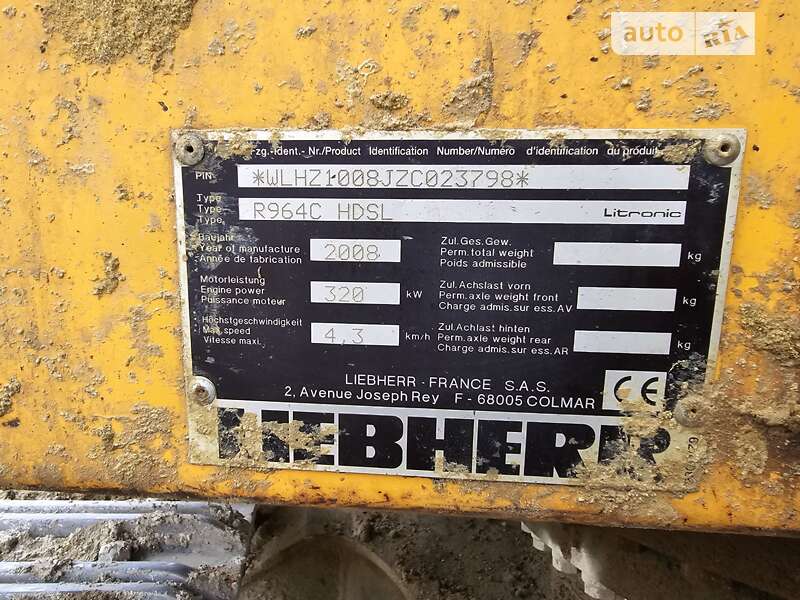 auto RIA
-zg.-Ident.- Nr./Product Identification Number/Numéro d'identification du produit
PIN *WLHZ1008JZC023798*
Type
Type
Type
R964C HDSL Litronic
Baujahr
Year of manufacture
Année de fabrication
2008
Zul.Ges.Gew.
Perm.total weight
Poids admissible
kg
Motorleistung
Engine power
Puissance moteur
320 kW
Zul.Achslast vorn
Perm.axle weight front
Charge admis.sur ess.AV
kg
Höchstgeschwindigkeit
Max.speed
Vitesse maxi.
4,3 km/h
Zul.Achlast hinten
Perm.axle weight rear
Charge admis.sur ess.AR
kg
LIEBHERR - FRANCE S.A.S.
2, Avenue Joseph Rey F - 68005 COLMAR
CE
LIEBHERR